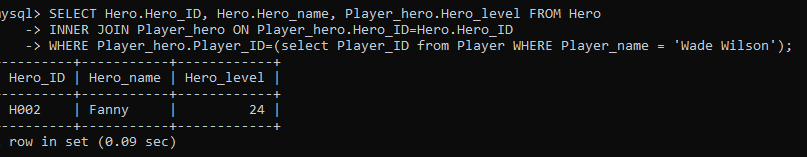 mysql> SELECT Hero.Hero_ID, Hero.Hero_name, Player_hero.Hero_level FROM Hero
    -> INNER JOIN Player_hero ON Player_hero.Hero_ID=Hero.Hero_ID
    -> WHERE Player_hero.Player_ID=(select Player_ID from Player WHERE Player_name = 'Wade Wilson');
---------+-----------+------------+
 Hero_ID | Hero_name | Hero_level |
---------+-----------+------------+
 H002    | Fanny     |         24 |
---------+-----------+------------+
 row in set (0.09 sec)